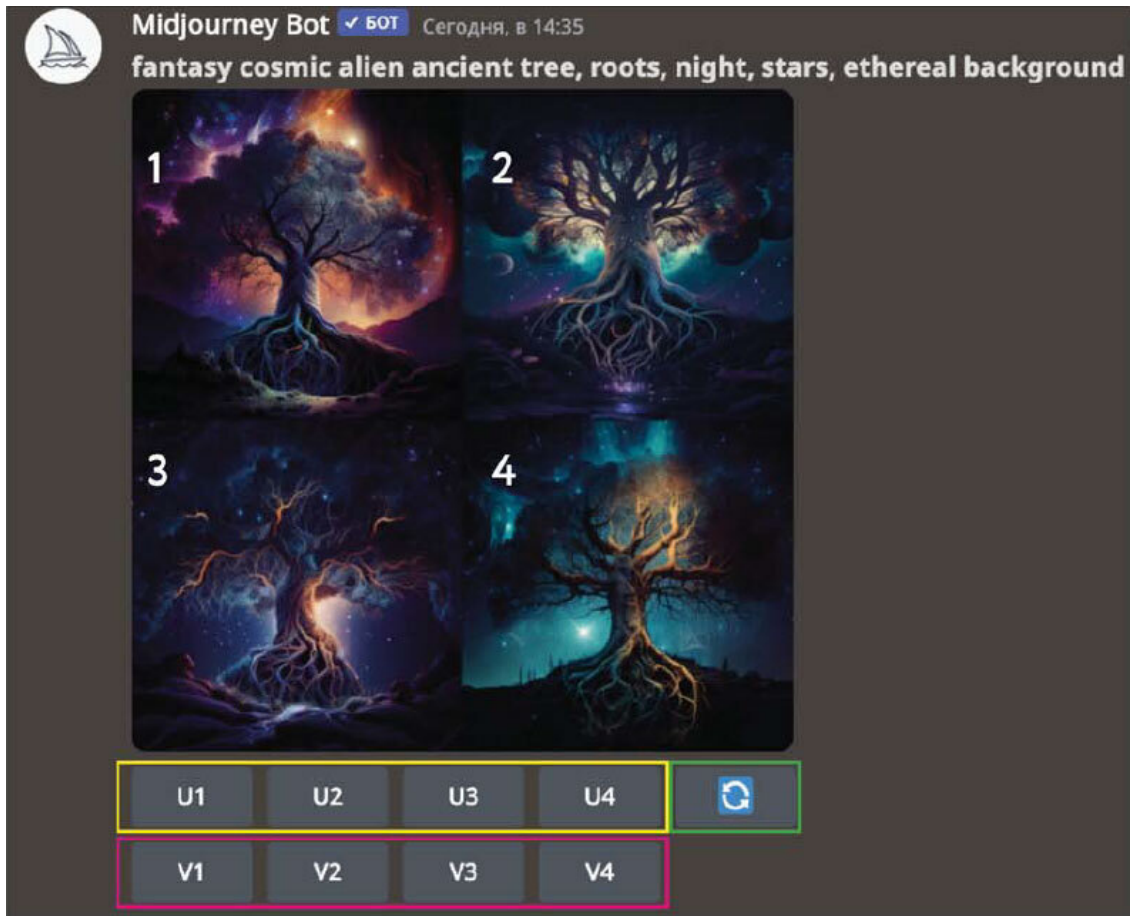 Midjourney Bot ✓ БОТ Сегодня, в 14:35
fantasy cosmic alien ancient tree, roots, night, stars, ethereal background
1 2
3 4
U1 U2 U3 U4
V1 V2 V3 V4